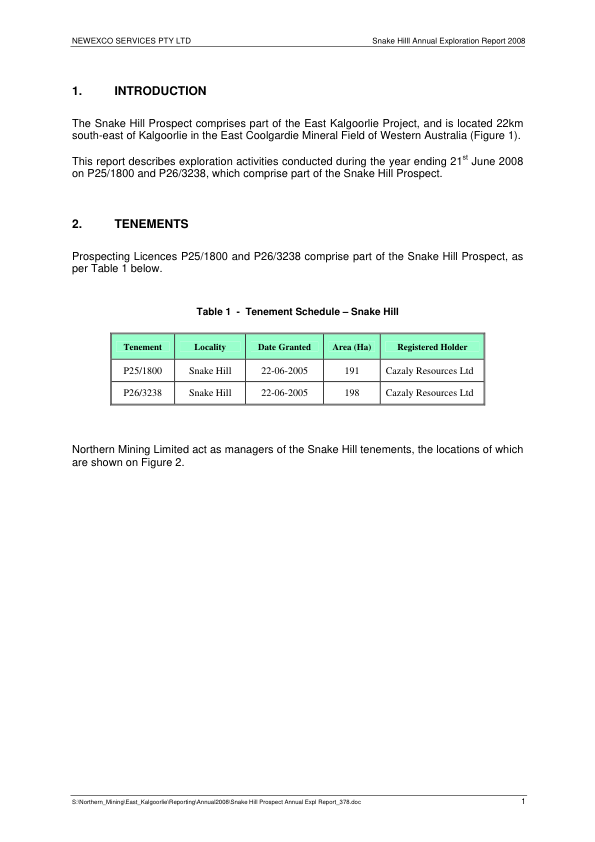 NEWEXCO SERVICES PTY LTD Snake Hilll Annual Exploration Report 2008
1. INTRODUCTION
The Snake Hill Prospect comprises part of the East Kalgoorlie Project, and is located 22km
south-east of Kalgoorlie in the East Coolgardie Mineral Field of Western Australia (Figure 1).
This report describes exploration activities conducted during the year ending 21st June 2008
on P25/1800 and P26/3238, which comprise part of the Snake Hill Prospect.
2. TENEMENTS
Prospecting Licences P25/1800 and P26/3238 comprise part of the Snake Hill Prospect, as
per Table 1 below.
Table 1 - Tenement Schedule – Snake Hill
Tenement Locality Date Granted Area (Ha) Registered Holder
P25/1800 Snake Hill 22-06-2005 191 Cazaly Resources Ltd
P26/3238 Snake Hill 22-06-2005 198 Cazaly Resources Ltd
Northern Mining Limited act as managers of the Snake Hill tenements, the locations of which
are shown on Figure 2.
S:\Northern_Mining\East_Kalgoorlie\Reporting\Annual2008\Snake Hill Prospect Annual Expl Report_378.doc 1